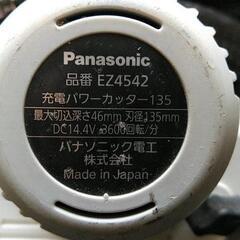 Panasonic
品番 EZ4542
充電パワーカッター135
最大切込深さ46mm 刃径135mm
DC14.4V 3600回転/分
パナソニック電工
株式会社
Made in Japan